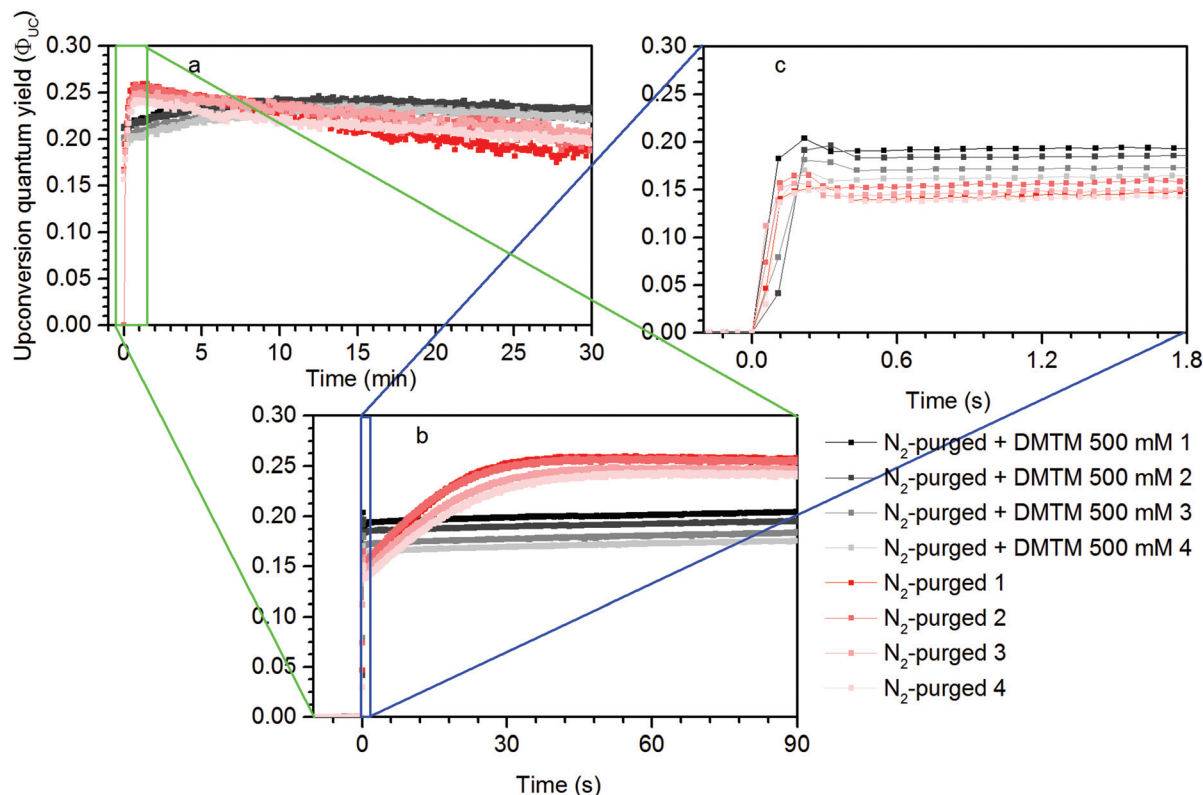 Upconversion quantum yield (Φ_UC)
0.30
0.25
0.20
0.15
0.10
0.05
0.00
a
0 5 10 15 20 25 30
Time (min)
0.30
0.25
0.20
0.15
0.10
0.05
0.00
c
0.0 0.6 1.2 1.8
Time (s)
0.30
0.25
0.20
0.15
0.10
0.05
0.00
b
0 30 60 90
Time (s)
N₂-purged + DMTM 500 mM 1
N₂-purged + DMTM 500 mM 2
N₂-purged + DMTM 500 mM 3
N₂-purged + DMTM 500 mM 4
N₂-purged 1
N₂-purged 2
N₂-purged 3
N₂-purged 4